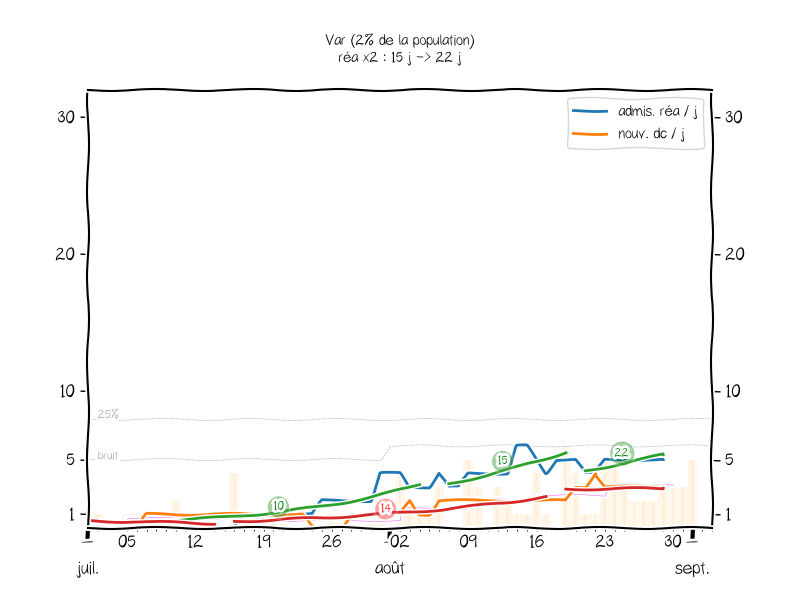 Var (2% de la population)
réa x2 : 15 j -> 22 j
admis. réa / j
nouv. dc / j
30 30
20 20
10 10
25%
bruit
5 5
1 1
10
14
15
22
05 12 19 26 02 09 16 23 30
juil. août sept.